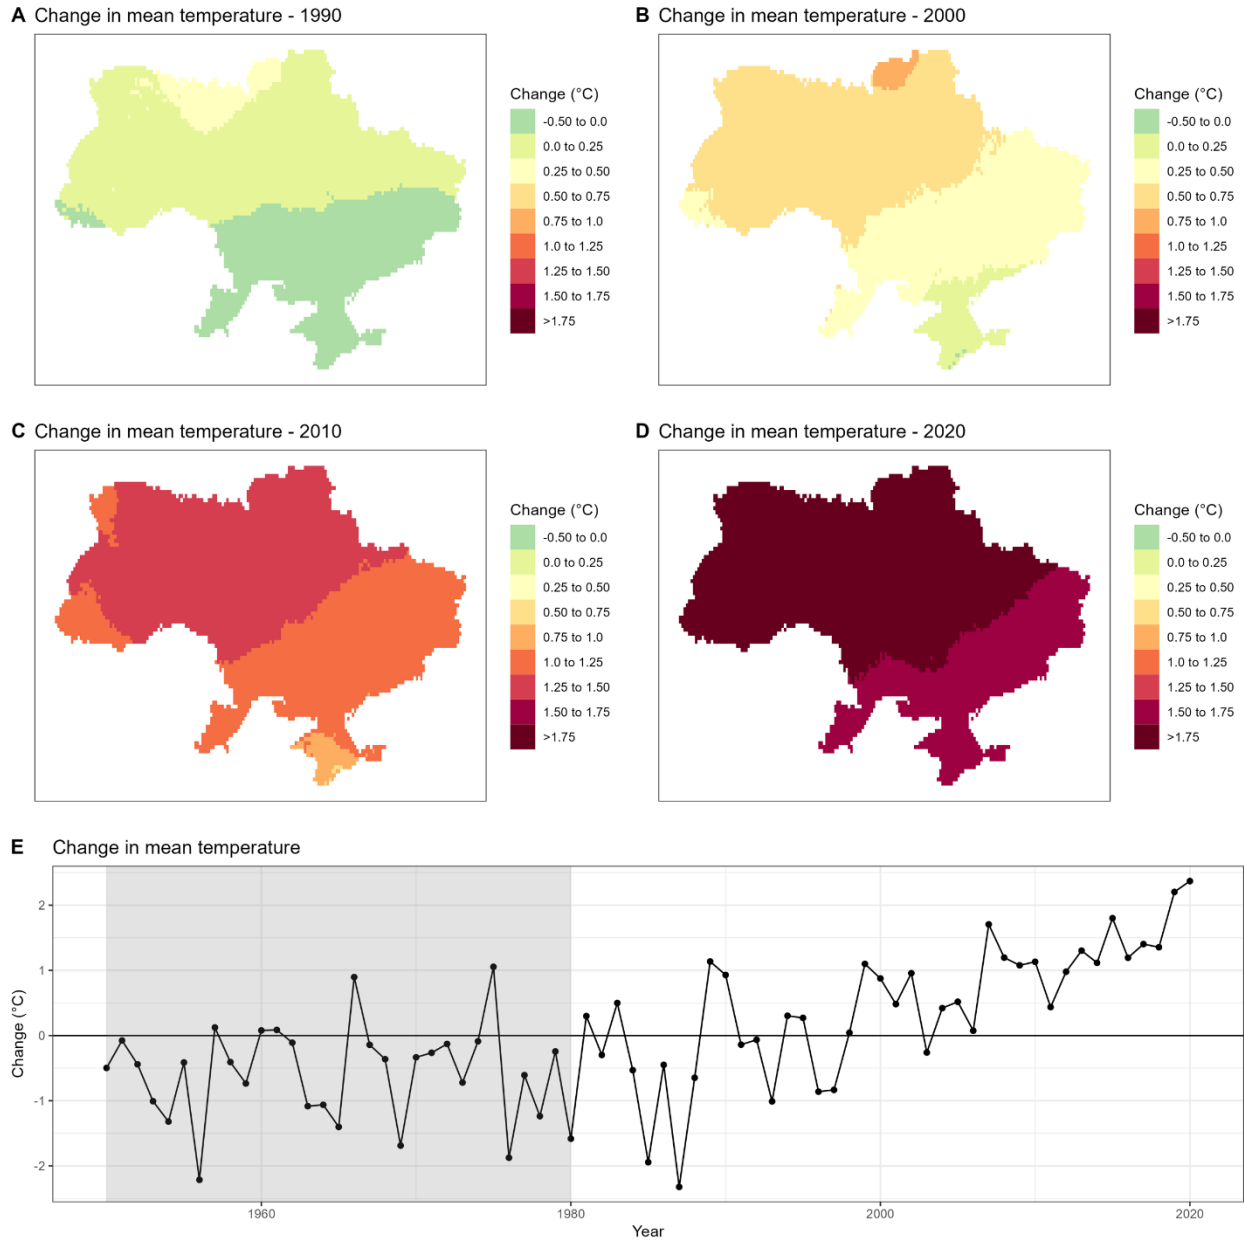 A Change in mean temperature - 1990
Change (°C)
-0.50 to 0.0
0.0 to 0.25
0.25 to 0.50
0.50 to 0.75
0.75 to 1.0
1.0 to 1.25
1.25 to 1.50
1.50 to 1.75
>1.75
B Change in mean temperature - 2000
Change (°C)
-0.50 to 0.0
0.0 to 0.25
0.25 to 0.50
0.50 to 0.75
0.75 to 1.0
1.0 to 1.25
1.25 to 1.50
1.50 to 1.75
>1.75
C Change in mean temperature - 2010
Change (°C)
-0.50 to 0.0
0.0 to 0.25
0.25 to 0.50
0.50 to 0.75
0.75 to 1.0
1.0 to 1.25
1.25 to 1.50
1.50 to 1.75
>1.75
D Change in mean temperature - 2020
Change (°C)
-0.50 to 0.0
0.0 to 0.25
0.25 to 0.50
0.50 to 0.75
0.75 to 1.0
1.0 to 1.25
1.25 to 1.50
1.50 to 1.75
>1.75
E Change in mean temperature
Change (°C)
2
1
0
-1
-2
1960
1980
2000
2020
Year